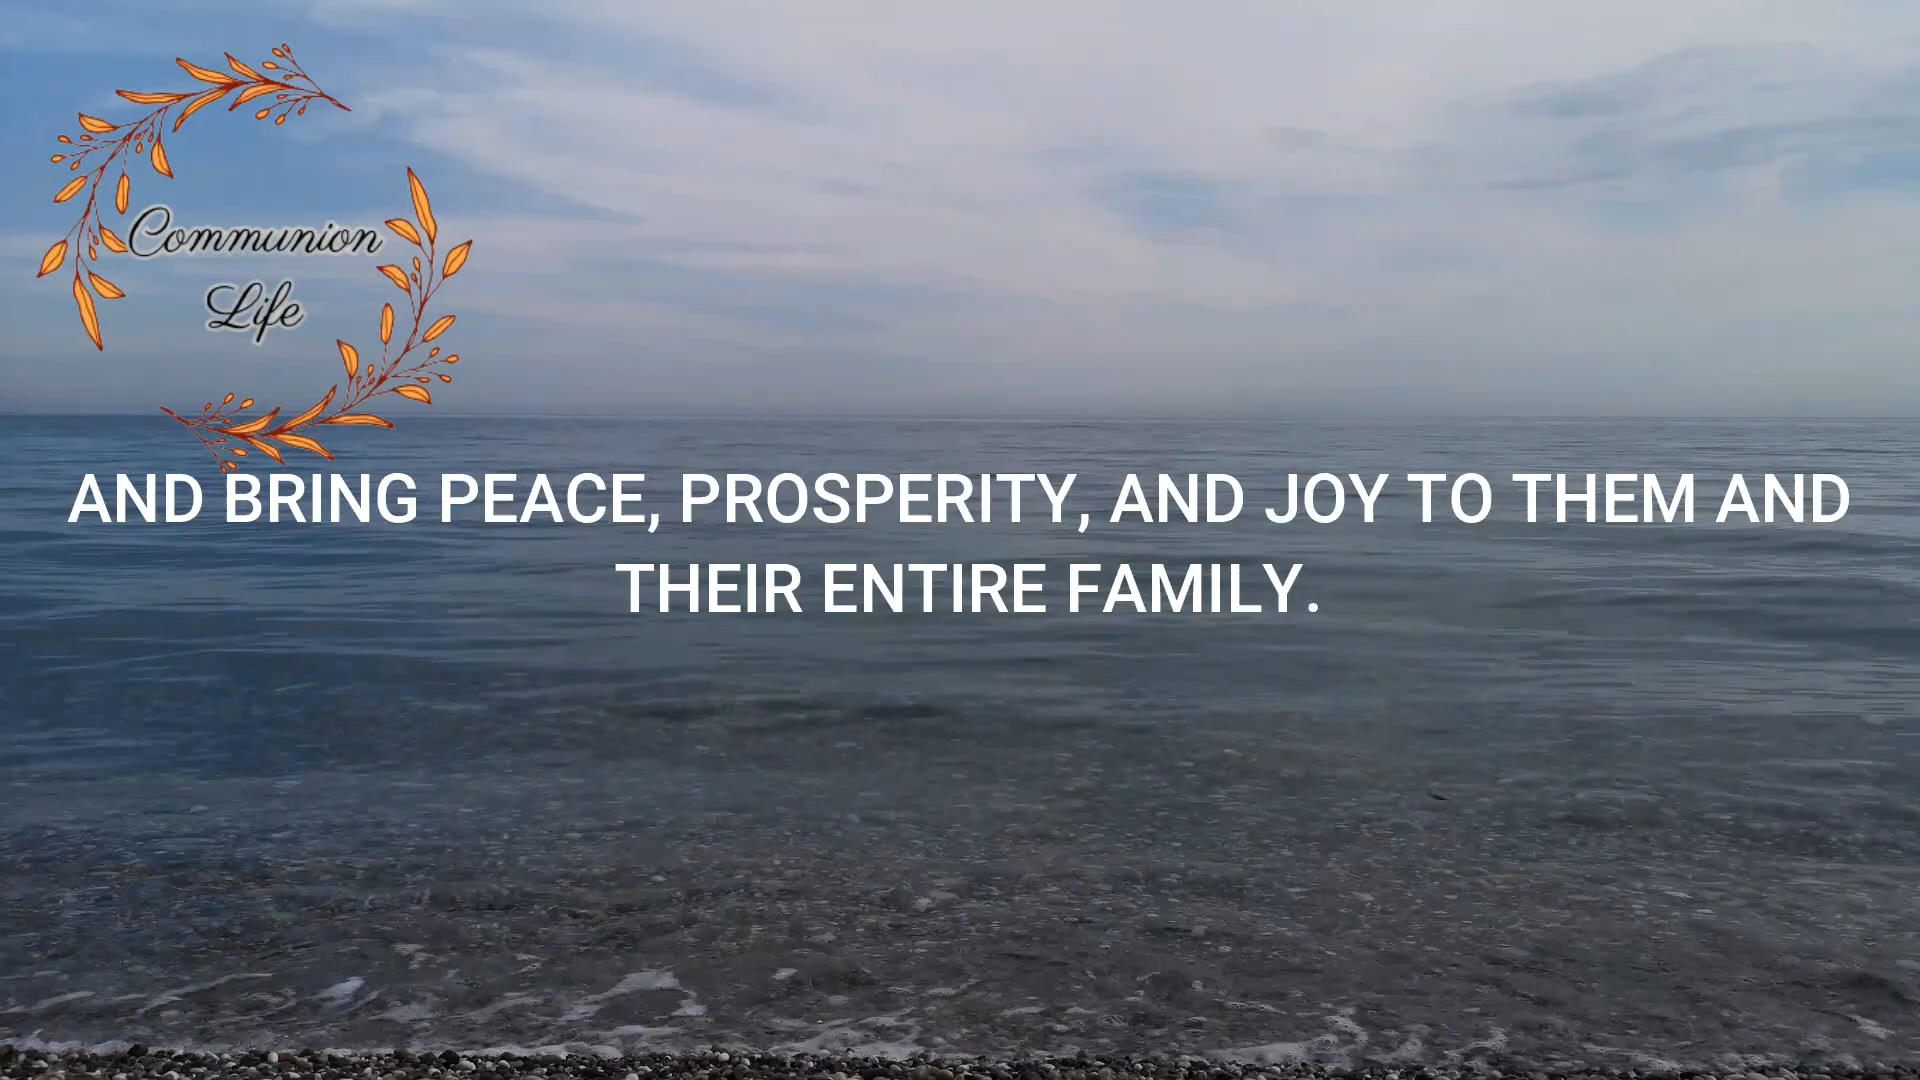 Communion
Life
AND BRING PEACE, PROSPERITY, AND JOY TO THEM AND
THEIR ENTIRE FAMILY.